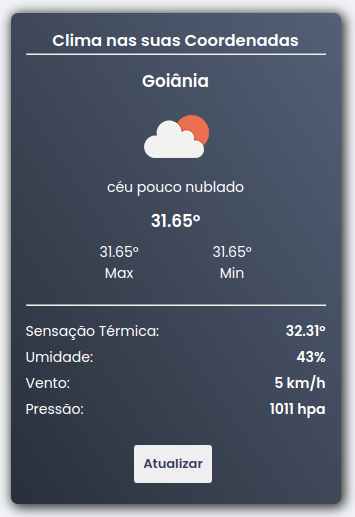 Clima nas suas Coordenadas
Goiânia
céu pouco nublado
31.65º
31.65º 31.65º
Max Min
Sensação Térmica: 32.31º
Umidade: 43%
Vento: 5 km/h
Pressão: 1011 hpa
Atualizar